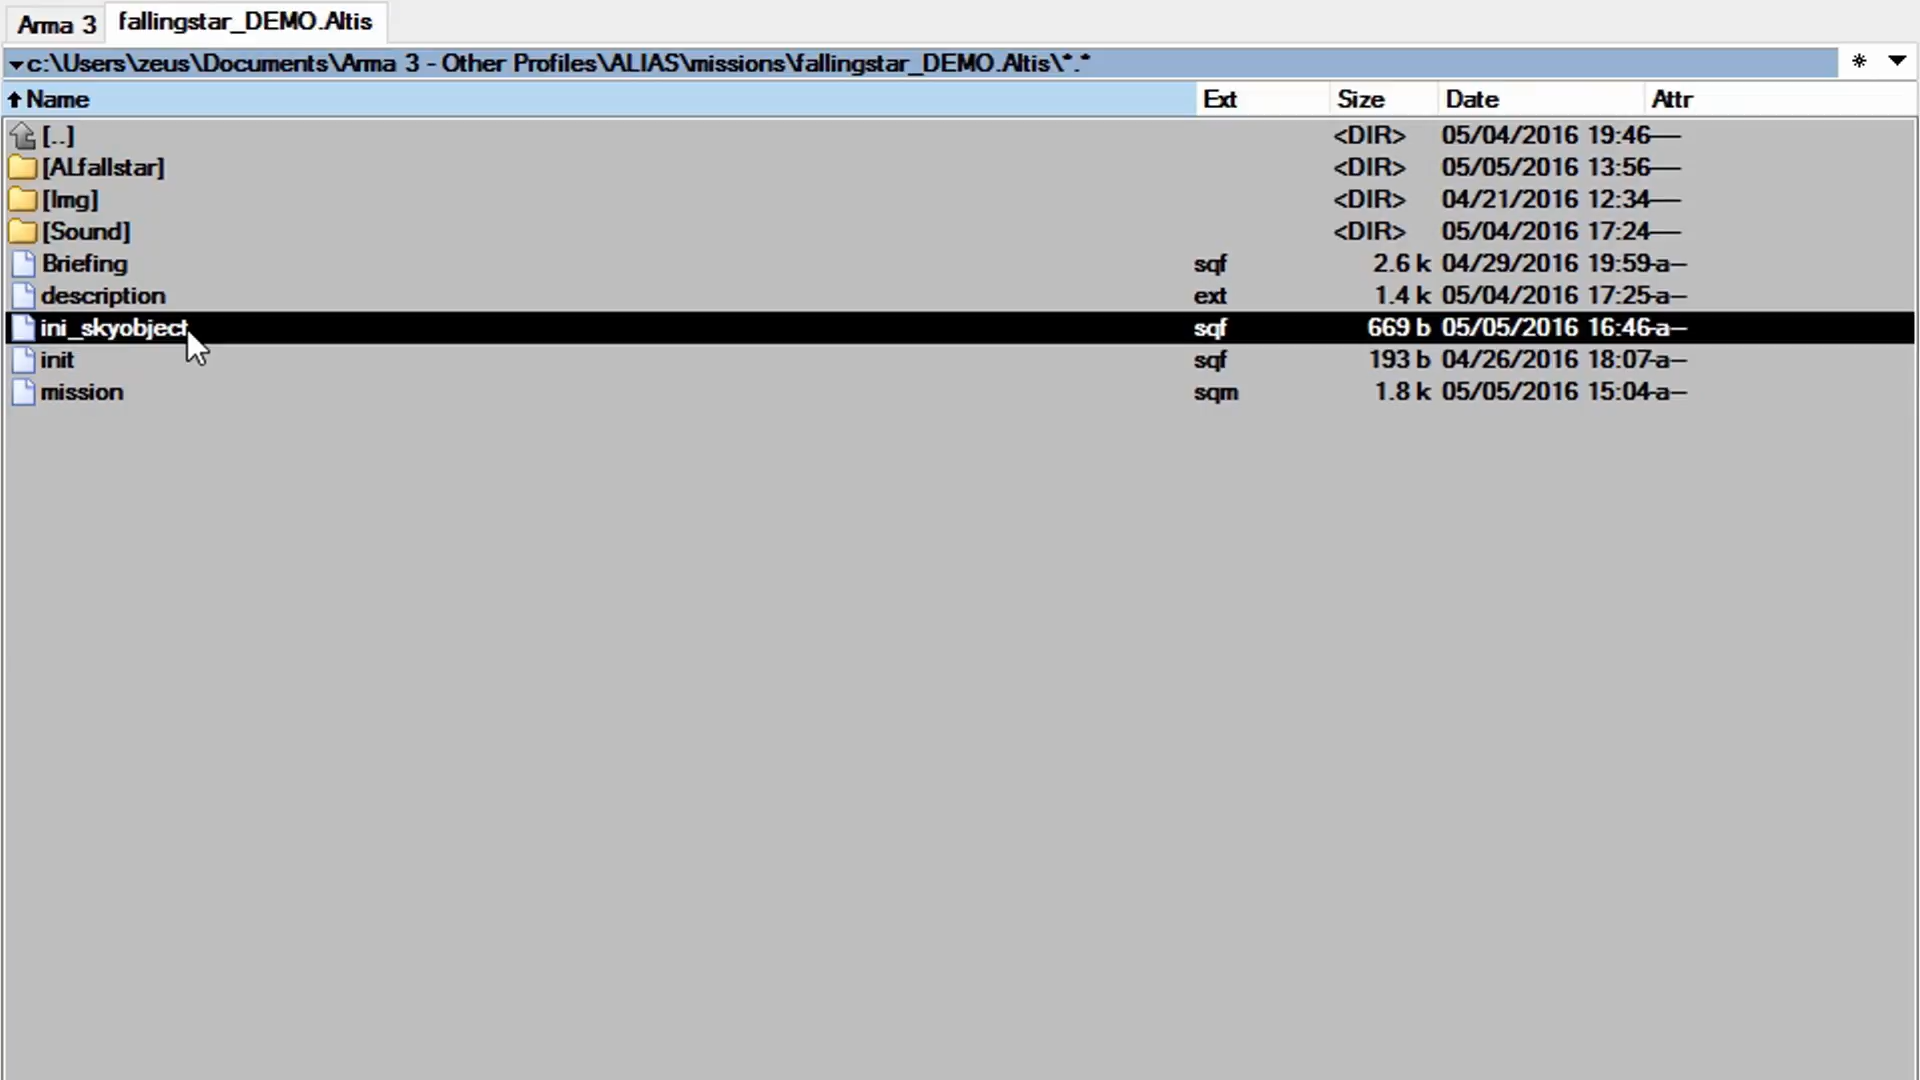 Arma 3 fallingstar_DEMO.Altis
c:\Users\zeus\Documents\Arma 3 - Other Profiles\ALIAS\missions\fallingstar_DEMO.Altis\*.* *
Name Ext Size Date Attr
[..] <DIR> 05/04/2016 19:46----
[ALfallstar] <DIR> 05/05/2016 13:56----
[Img] <DIR> 04/21/2016 12:34----
[Sound] <DIR> 05/04/2016 17:24----
Briefing sqf 2.6 k 04/29/2016 19:59-a--
description ext 1.4 k 05/04/2016 17:25-a--
ini_skyobject sqf 669 b 05/05/2016 16:46-a--
init sqf 193 b 04/26/2016 18:07-a--
mission sqm 1.8 k 05/05/2016 15:04-a--